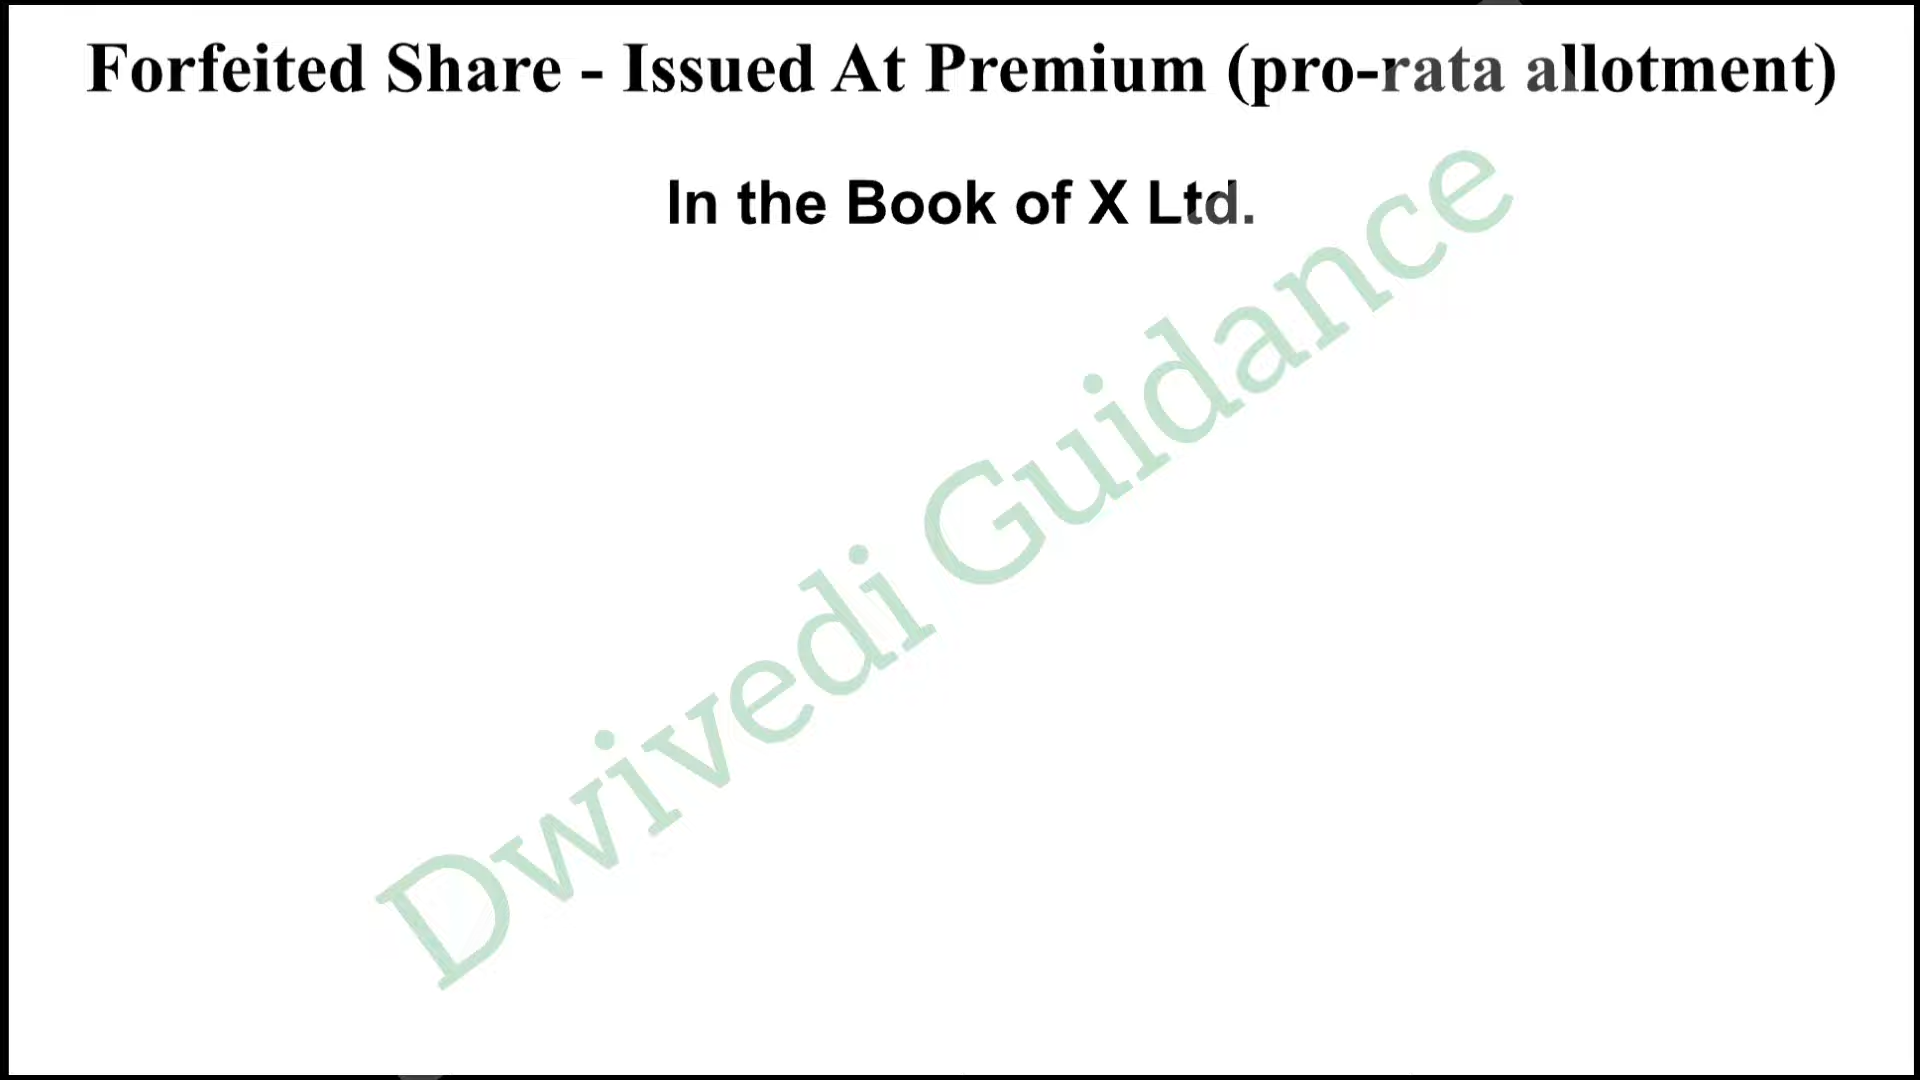 Forfeited Share - Issued At Premium (pro-rata allotment)
In the Book of X Ltd.
Dwivedi Guidance